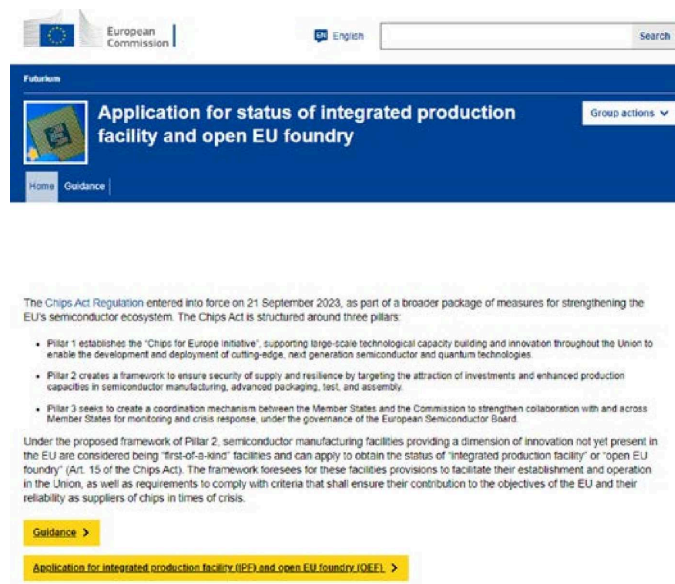 European
Commission
EN English
Search
Futurium
Application for status of integrated production
facility and open EU foundry
Group actions
Home Guidance
The Chips Act Regulation entered into force on 21 September 2023, as part of a broader package of measures for strengthening the
EU's semiconductor ecosystem. The Chips Act is structured around three pillars:
• Pillar 1 establishes the "Chips for Europe Initiative", supporting large-scale technological capacity building and innovation throughout the Union to
enable the development and deployment of cutting-edge, next generation semiconductor and quantum technologies.
• Pillar 2 creates a framework to ensure security of supply and resilience by targeting the attraction of investments and enhanced production
capacities in semiconductor manufacturing, advanced packaging, test, and assembly.
• Pillar 3 seeks to create a coordination mechanism between the Member States and the Commission to strengthen collaboration with and across
Member States for monitoring and crisis response, under the governance of the European Semiconductor Board.
Under the proposed framework of Pillar 2, semiconductor manufacturing facilities providing a dimension of innovation not yet present in
the EU are considered being "first-of-a-kind" facilities and can apply to obtain the status of "integrated production facility" or "open EU
foundry" (Art. 15 of the Chips Act). The framework foresees for these facilities provisions to facilitate their establishment and operation
in the Union, as well as requirements to comply with criteria that shall ensure their contribution to the objectives of the EU and their
reliability as suppliers of chips in times of crisis.
Guidance >
Application for integrated production facility (IPF) and open EU foundry (OEF) >